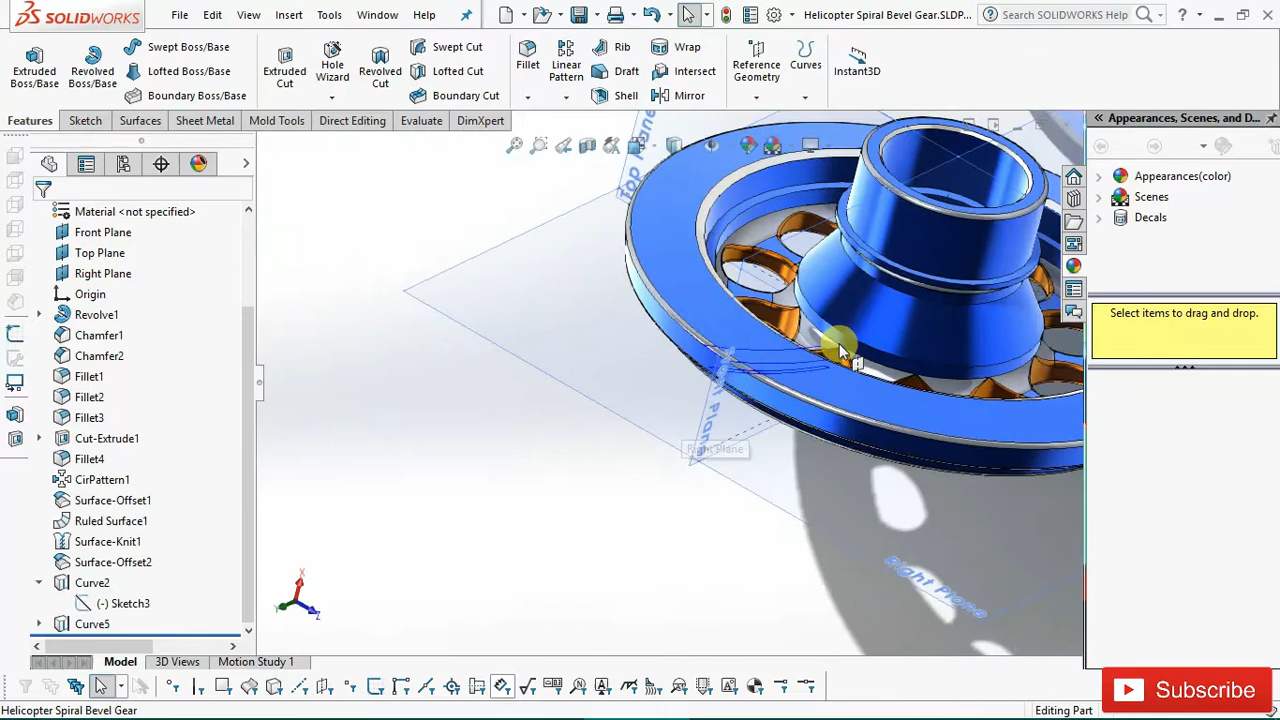 SOLIDWORKS File Edit View Insert Tools Window Help Helicopter Spiral Bevel Gear.SLDP... Search SOLIDWORKS Help
Extruded Boss/Base Revolved Boss/Base Swept Boss/Base Lofted Boss/Base Boundary Boss/Base
Extruded Cut Hole Wizard Revolved Cut Swept Cut Lofted Cut Boundary Cut
Fillet Linear Pattern Rib Draft Shell Wrap Intersect Mirror
Reference Geometry Curves Instant3D
Features Sketch Surfaces Sheet Metal Mold Tools Direct Editing Evaluate DimXpert
Appearances, Scenes, and D...
Appearances(color)
Scenes
Decals
Select items to drag and drop.
Material <not specified>
Front Plane
Top Plane
Right Plane
Origin
Revolve1
Chamfer1
Chamfer2
Fillet1
Fillet2
Fillet3
Cut-Extrude1
Fillet4
CirPattern1
Surface-Offset1
Ruled Surface1
Surface-Knit1
Surface-Offset2
Curve2
(-) Sketch3
Curve5
Top Plane
Right Plane
Right Plane
X
Y
Z
Model 3D Views Motion Study 1
Subscribe
Helicopter Spiral Bevel Gear Editing Part